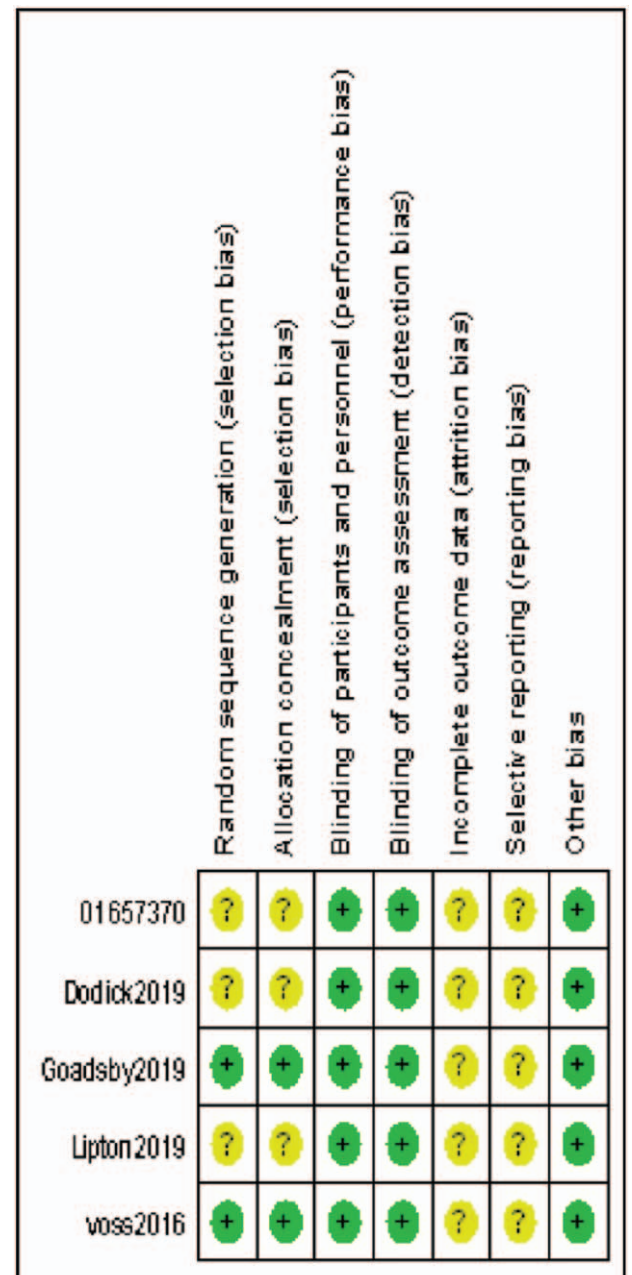 Random sequence generation (selection bias)
Allocation concealment (selection bias)
Blinding of participants and personnel (performance bias)
Blinding of outcome assessment (detection bias)
Incomplete outcome data (attrition bias)
Selective reporting (reporting bias)
Other bias
01657370 ? ? + + ? ? +
Dodick2019 ? ? + + ? ? +
Goadsby2019 + + + + ? ? +
Lipton2019 ? ? + + ? ? +
voss2016 + + + + ? ? +